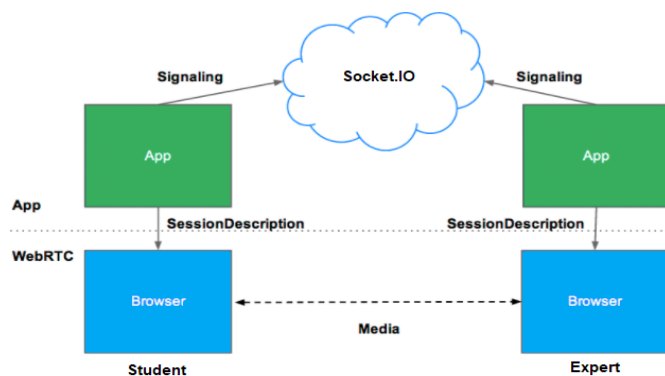 Signaling
Socket.IO
Signaling
App
App
App
SessionDescription
SessionDescription
WebRTC
Browser
Browser
Media
Student
Expert